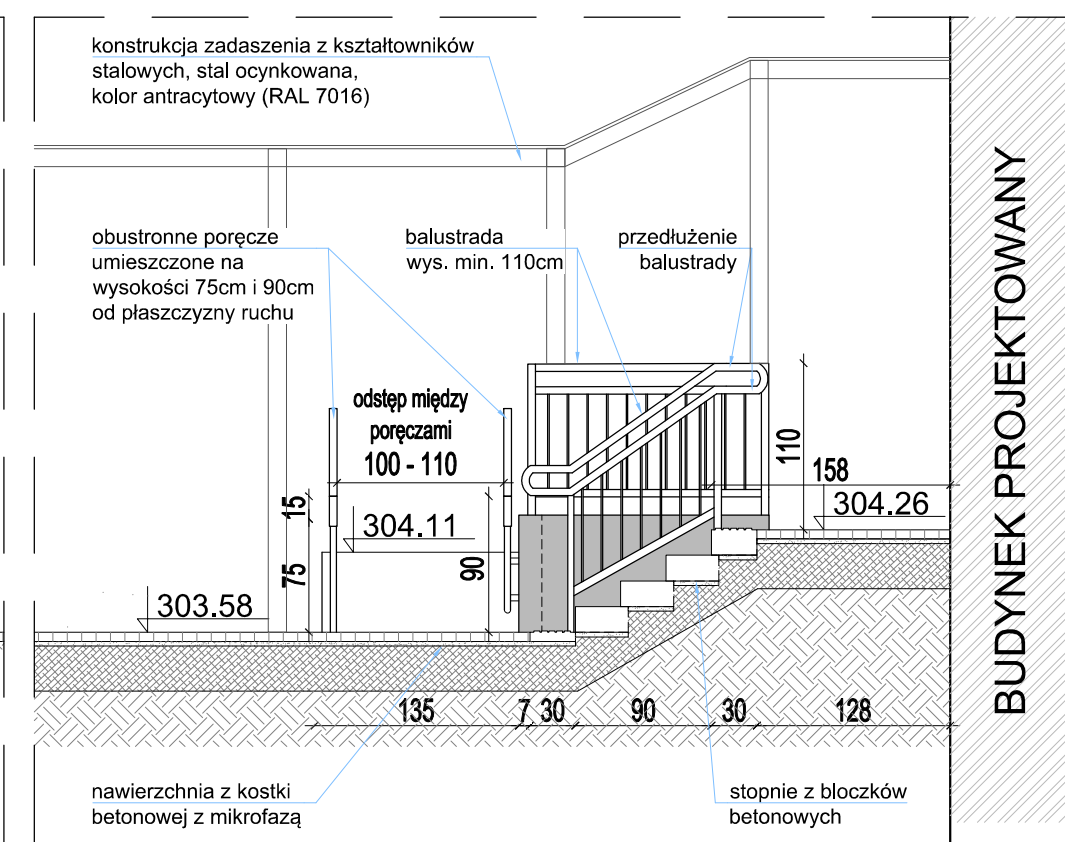 konstrukcja zadaszenia z kształtowników
stalowych, stal ocynkowana,
kolor antracytowy (RAL 7016)
obustronne poręcze
umieszczone na
wysokości 75cm i 90cm
od płaszczyzny ruchu
balustrada
wys. min. 110cm
przedłużenie
balustrady
odstęp między
poręczami
100 - 110
110
158
15
75
90
304.11
304.26
303.58
135
7
30
90
30
128
nawierzchnia z kostki
betonowej z mikrofazą
stopnie z bloczków
betonowych
BUDYNEK PROJEKTOWANY